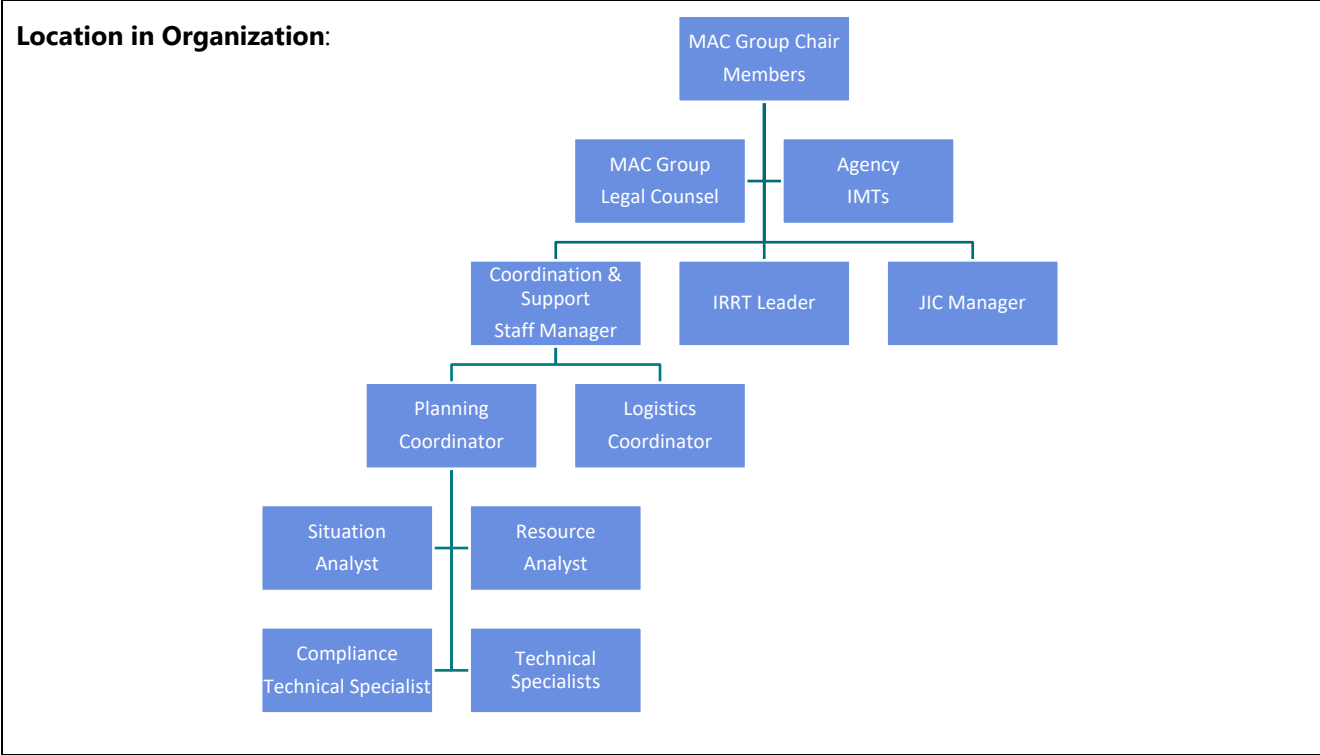 Location in Organization:
MAC Group Chair
Members
MAC Group
Legal Counsel
Agency
IMTs
Coordination &
Support
Staff Manager
IRRT Leader
JIC Manager
Planning
Coordinator
Logistics
Coordinator
Situation
Analyst
Resource
Analyst
Compliance
Technical Specialist
Technical
Specialists